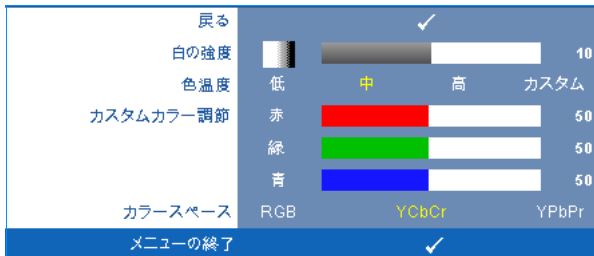 戻る
白の強度 10
色温度 低 中 高 カスタム
カスタムカラー調節 赤 50
緑 50
青 50
カラースペース RGB YCbCr YPbPr
メニューの終了